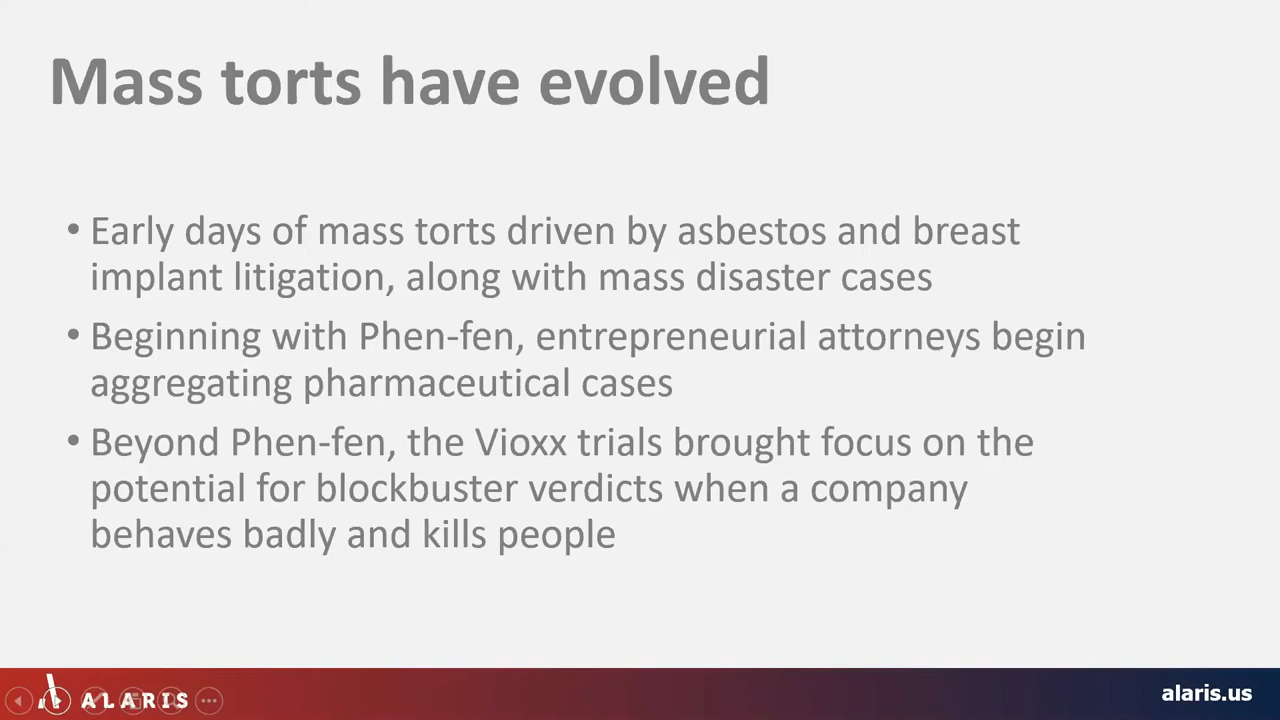 Mass torts have evolved
• Early days of mass torts driven by asbestos and breast
implant litigation, along with mass disaster cases
• Beginning with Phen-fen, entrepreneurial attorneys begin
aggregating pharmaceutical cases
• Beyond Phen-fen, the Vioxx trials brought focus on the
potential for blockbuster verdicts when a company
behaves badly and kills people
ALARIS
alaris.us